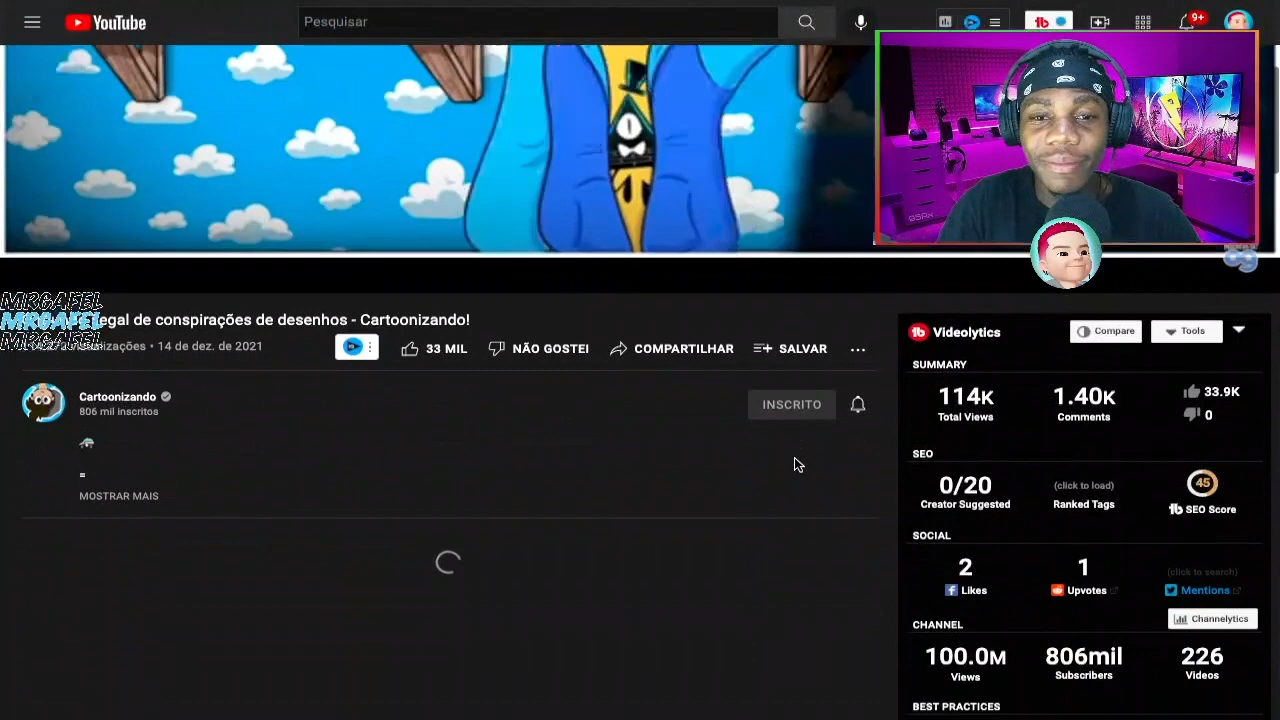 YouTube
Pesquisar
9+
MRGAFEL
MRGAFEL
MRGAFEL
egal de conspirações de desenhos - Cartoonizando!
14 de dez. de 2021
33 MIL
NÃO GOSTEI
COMPARTILHAR
SALVAR
Cartoonizando
806 mil inscritos
INSCRITO
MOSTRAR MAIS
Videolytics
Compare
Tools
SUMMARY
114K
1.40K
33.9K
Total Views
Comments
0
SEO
0/20
(click to load)
45
Creator Suggested
Ranked Tags
SEO Score
SOCIAL
2
1
(click to search)
Likes
Upvotes
Mentions
Channelytics
CHANNEL
100.0M
806mil
226
Views
Subscribers
Videos
BEST PRACTICES